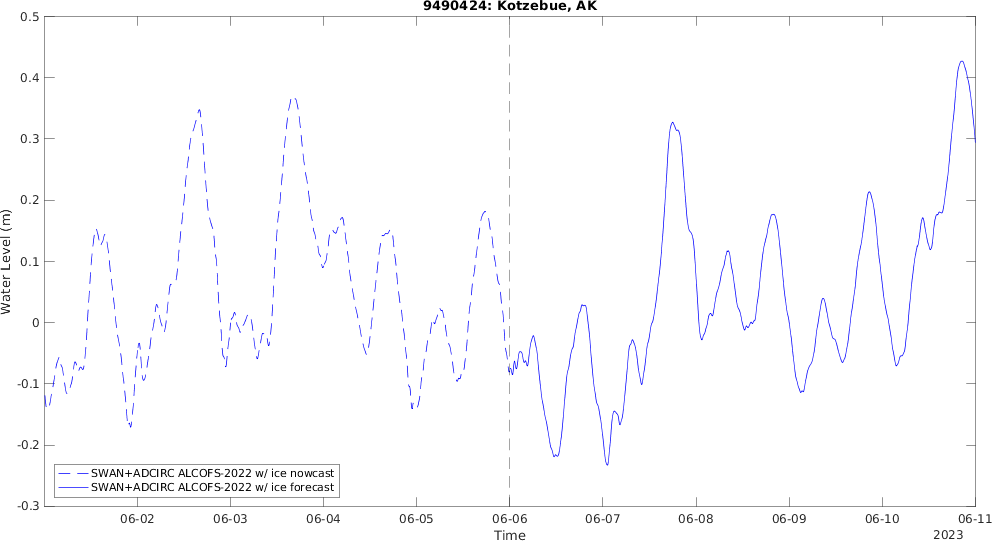 9490424: Kotzebue, AK
0.5
0.4
0.3
0.2
0.1
0
-0.1
-0.2
-0.3
Water Level (m)
SWAN+ADCIRC ALCOFS-2022 w/ ice nowcast
SWAN+ADCIRC ALCOFS-2022 w/ ice forecast
06-02 06-03 06-04 06-05 06-06 06-07 06-08 06-09 06-10 06-11
Time
2023